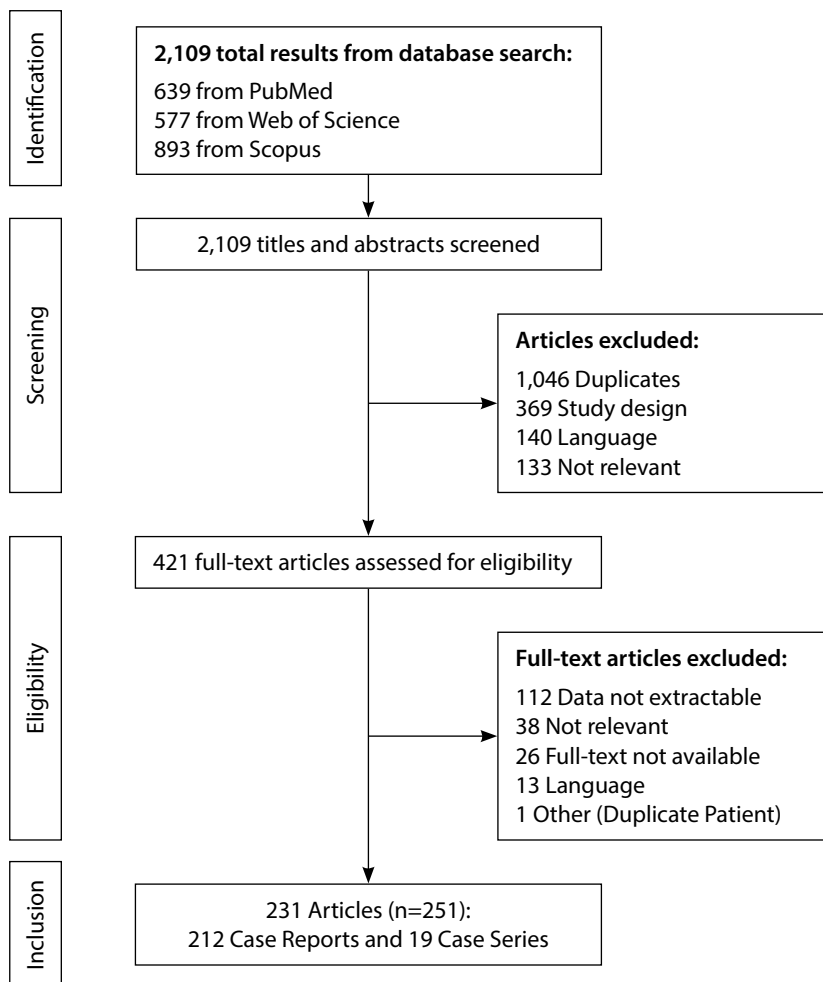 Identification
2,109 total results from database search:
639 from PubMed
577 from Web of Science
893 from Scopus
Screening
2,109 titles and abstracts screened
Articles excluded:
1,046 Duplicates
369 Study design
140 Language
133 Not relevant
Eligibility
421 full-text articles assessed for eligibility
Full-text articles excluded:
112 Data not extractable
38 Not relevant
26 Full-text not available
13 Language
1 Other (Duplicate Patient)
Inclusion
231 Articles (n=251):
212 Case Reports and 19 Case Series